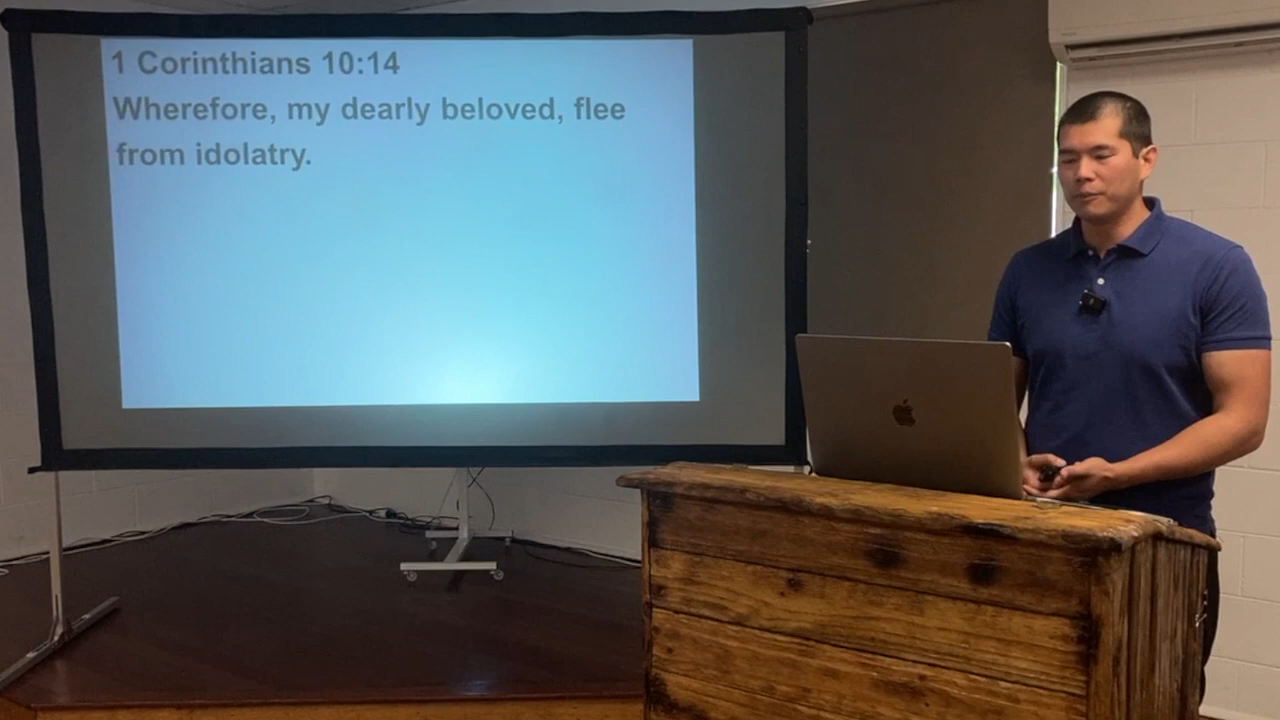 1 Corinthians 10:14
Wherefore, my dearly beloved, flee
from idolatry.